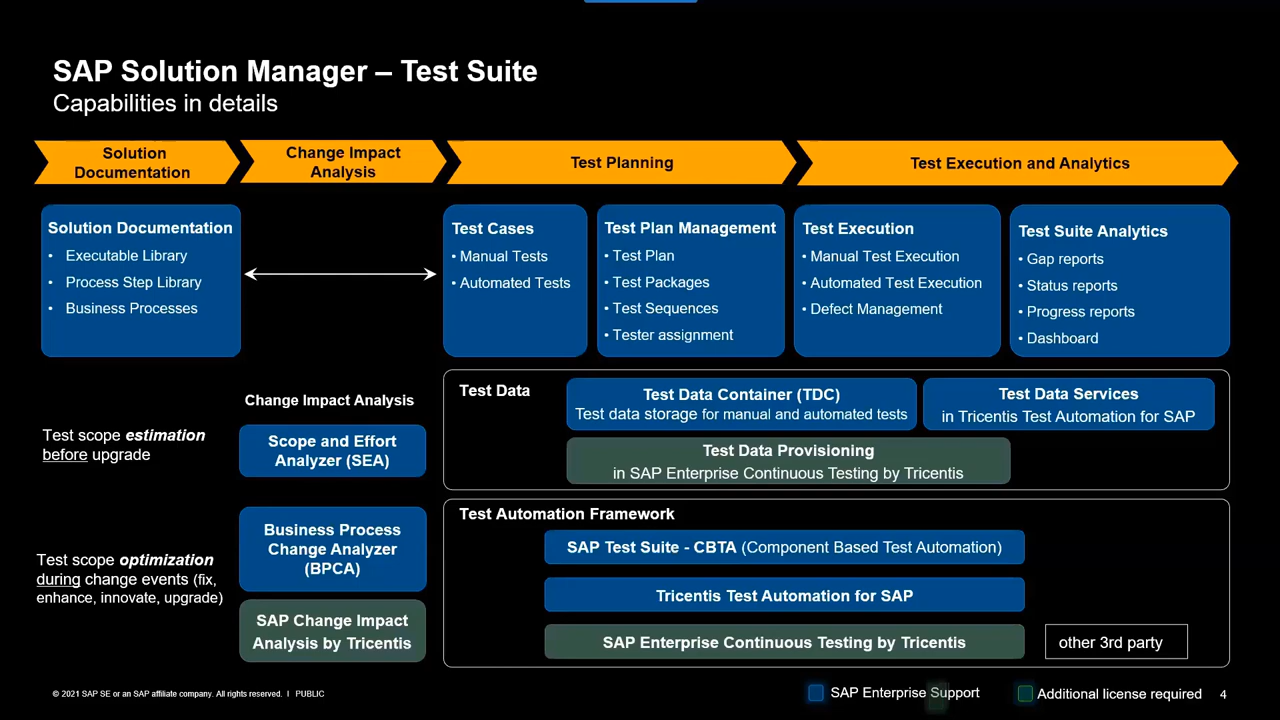 SAP Solution Manager – Test Suite
Capabilities in details
Solution
Documentation
Change Impact
Analysis
Test Planning
Test Execution and Analytics
Solution Documentation
• Executable Library
• Process Step Library
• Business Processes
Test Cases
• Manual Tests
• Automated Tests
Test Plan Management
• Test Plan
• Test Packages
• Test Sequences
• Tester assignment
Test Execution
• Manual Test Execution
• Automated Test Execution
• Defect Management
Test Suite Analytics
• Gap reports
• Status reports
• Progress reports
• Dashboard
Change Impact Analysis
Test scope estimation
before upgrade
Scope and Effort
Analyzer (SEA)
Test scope optimization
during change events (fix,
enhance, innovate, upgrade)
Business Process
Change Analyzer
(BPCA)
SAP Change Impact
Analysis by Tricentis
Test Data
Test Data Container (TDC)
Test data storage for manual and automated tests
Test Data Services
in Tricentis Test Automation for SAP
Test Data Provisioning
in SAP Enterprise Continuous Testing by Tricentis
Test Automation Framework
SAP Test Suite - CBTA (Component Based Test Automation)
Tricentis Test Automation for SAP
SAP Enterprise Continuous Testing by Tricentis
other 3rd party
© 2021 SAP SE or an SAP affiliate company. All rights reserved. I PUBLIC
SAP Enterprise Support
Additional license required
4